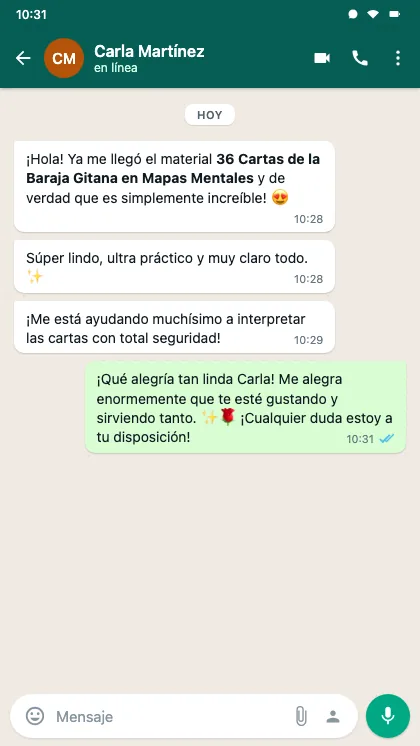 10:31
CM
Carla Martínez
en línea
HOY
¡Hola! Ya me llegó el material 36 Cartas de la
Baraja Gitana en Mapas Mentales y de
verdad que es simplemente increíble! 😍
10:28
Súper lindo, ultra práctico y muy claro todo.
✨
10:28
¡Me está ayudando muchísimo a interpretar
las cartas con total seguridad!
10:29
¡Qué alegría tan linda Carla! Me alegra
enormemente que te esté gustando y
sirviendo tanto. ✨🌹 ¡Cualquier duda estoy a
tu disposición!
10:31
Mensaje